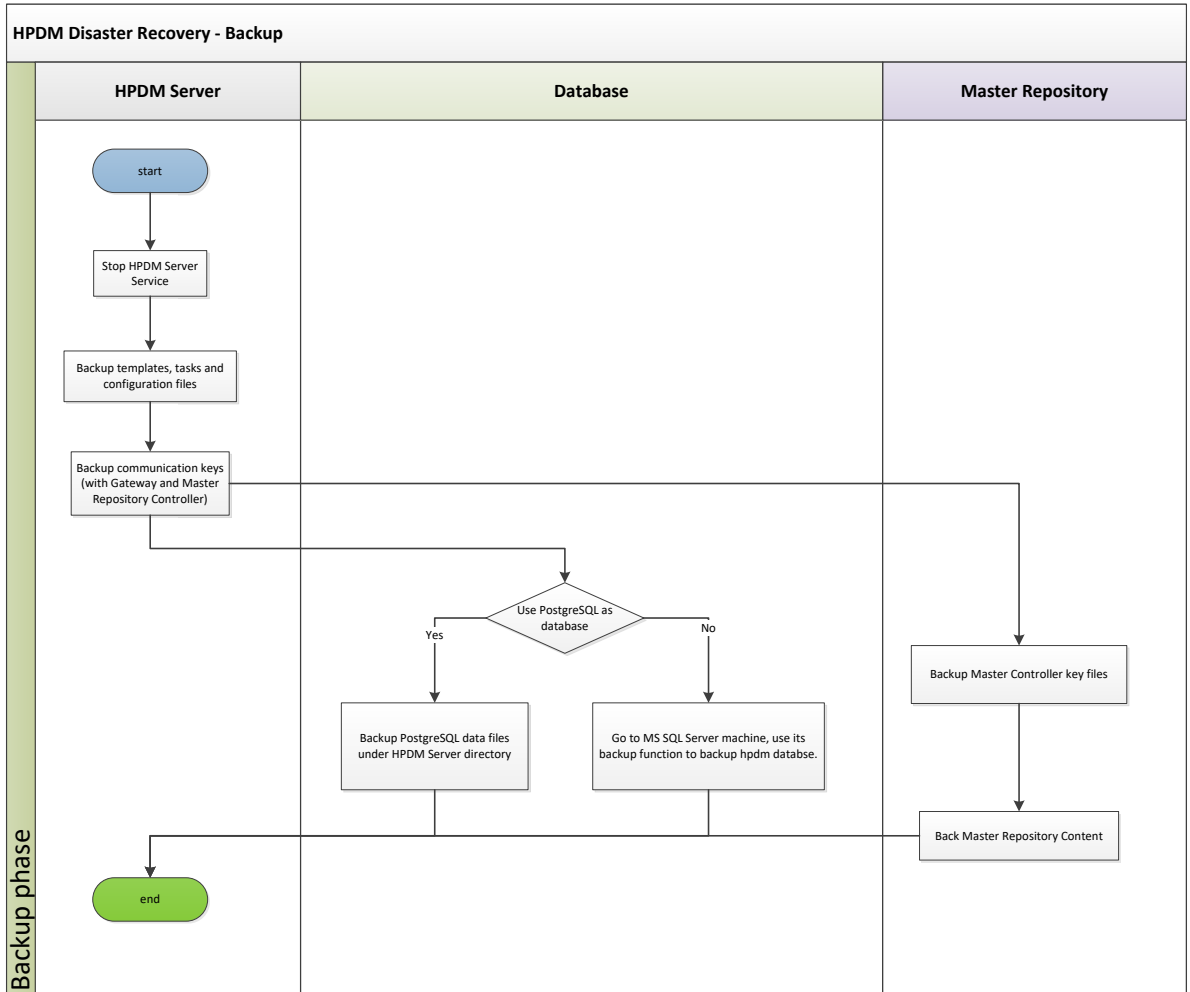 HPDM Disaster Recovery - Backup
HPDM Server
Database
Master Repository
start
Stop HPDM Server
Service
Backup templates, tasks and
configuration files
Backup communication keys
(with Gateway and Master
Repository Controller)
Use PostgreSQL as
database
Yes
No
Backup Master Controller key files
Backup PostgreSQL data files
under HPDM Server directory
Go to MS SQL Server machine, use its
backup function to backup hpdm databse.
Back Master Repository Content
end
Backup phase